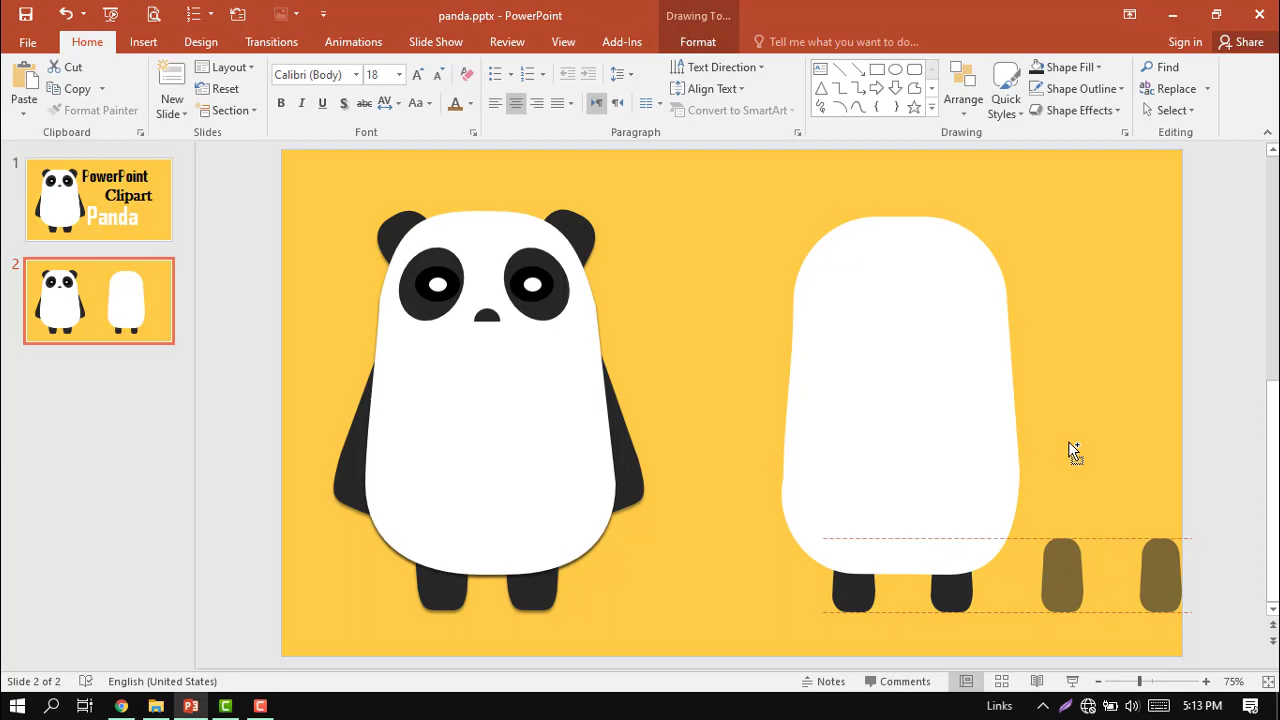 panda.pptx - PowerPoint
Drawing To...
File
Home
Insert
Design
Transitions
Animations
Slide Show
Review
View
Add-Ins
Format
Tell me what you want to do...
Sign in
Share
Paste
Cut
Copy
Format Painter
Clipboard
New
Slide
Layout
Reset
Section
Slides
Calibri (Body)
18
B I U S abc AV Aa A
Font
Text Direction
Align Text
Convert to SmartArt
Paragraph
Arrange
Quick
Styles
Shape Fill
Shape Outline
Shape Effects
Drawing
Find
Replace
Select
Editing
1
PowerPoint
Clipart
Panda
2
Slide 2 of 2
English (United States)
Notes
Comments
75%
Links
5:13 PM